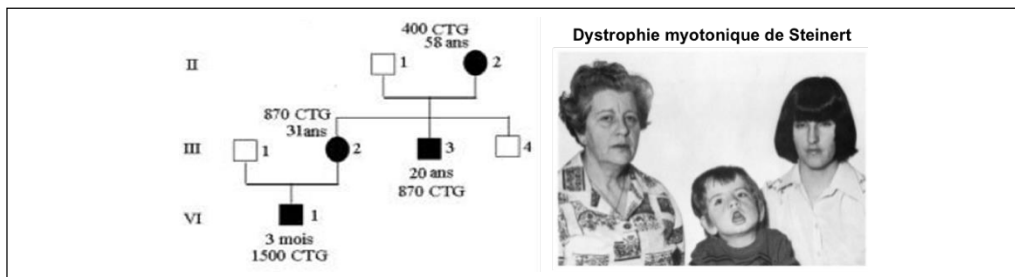 400 CTG
58 ans
II
1
2
870 CTG
31ans
III
1
2
3
4
20 ans
870 CTG
VI
1
3 mois
1500 CTG
Dystrophie myotonique de Steinert